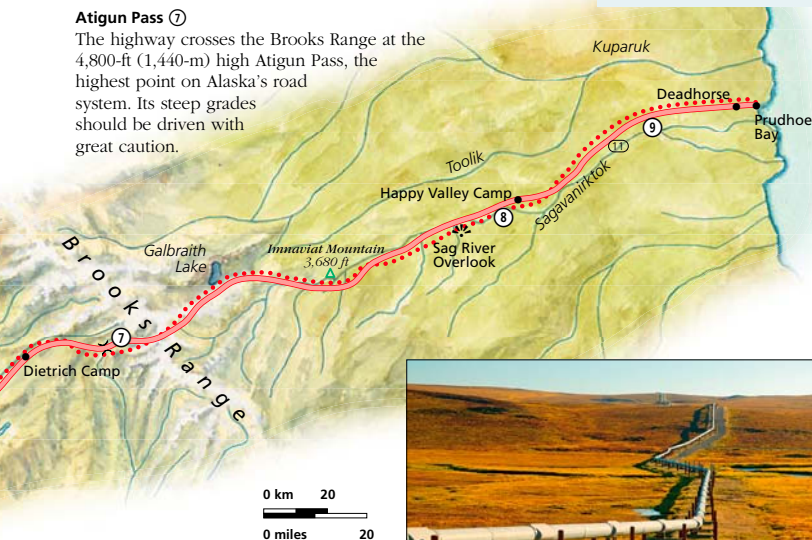 Atigun Pass ⑦
The highway crosses the Brooks Range at the
4,800-ft (1,440-m) high Atigun Pass, the
highest point on Alaska's road
system. Its steep grades
should be driven with
great caution.
Kuparuk
Deadhorse
Prudhoe
Bay
9
11
Toolik
Happy Valley Camp
Sagavanirktok
8
Sag River
Overlook
Galbraith
Lake
Imnaviat Mountain
3,680 ft
Brooks Range
7
Dietrich Camp
0 km 20
0 miles 20